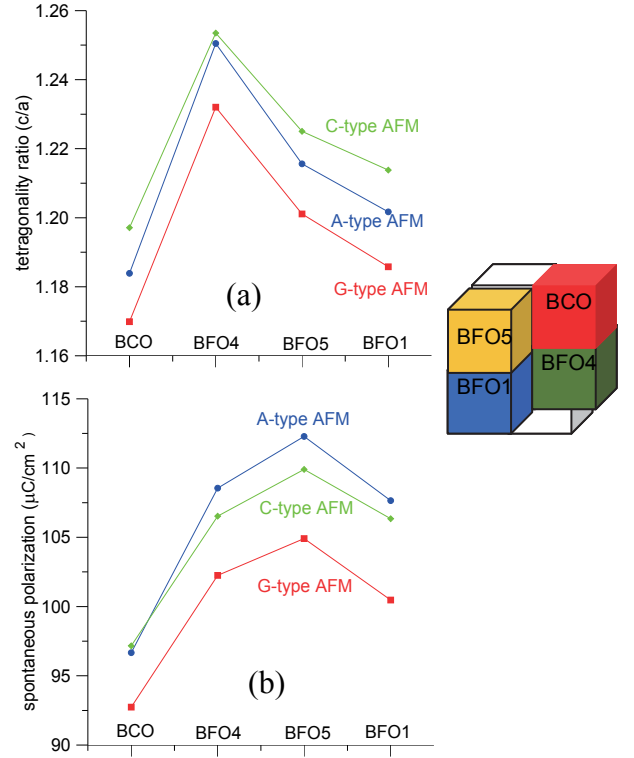 1.26
1.24
1.22
1.20
1.18
1.16
tetragonality ratio (c/a)
C-type AFM
A-type AFM
G-type AFM
(a)
BCO BFO4 BFO5 BFO1
BCO
BFO5
BFO4
BFO1
115
110
105
100
95
90
spontaneous polarization (μC/cm²)
A-type AFM
C-type AFM
G-type AFM
(b)
BCO BFO4 BFO5 BFO1